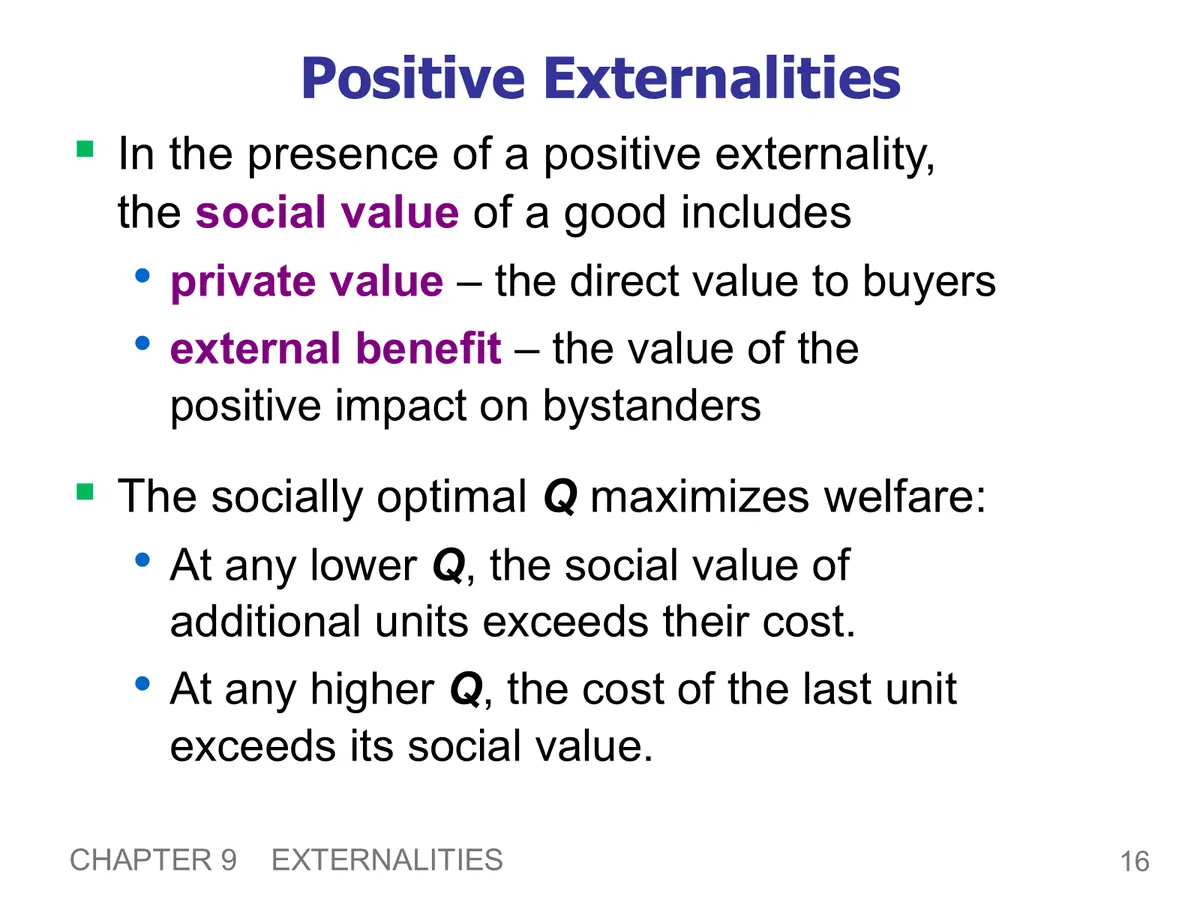 Positive Externalities
▪ In the presence of a positive externality,
the social value of a good includes
• private value – the direct value to buyers
• external benefit – the value of the
positive impact on bystanders
▪ The socially optimal Q maximizes welfare:
• At any lower Q, the social value of
additional units exceeds their cost.
• At any higher Q, the cost of the last unit
exceeds its social value.
CHAPTER 9 EXTERNALITIES
16